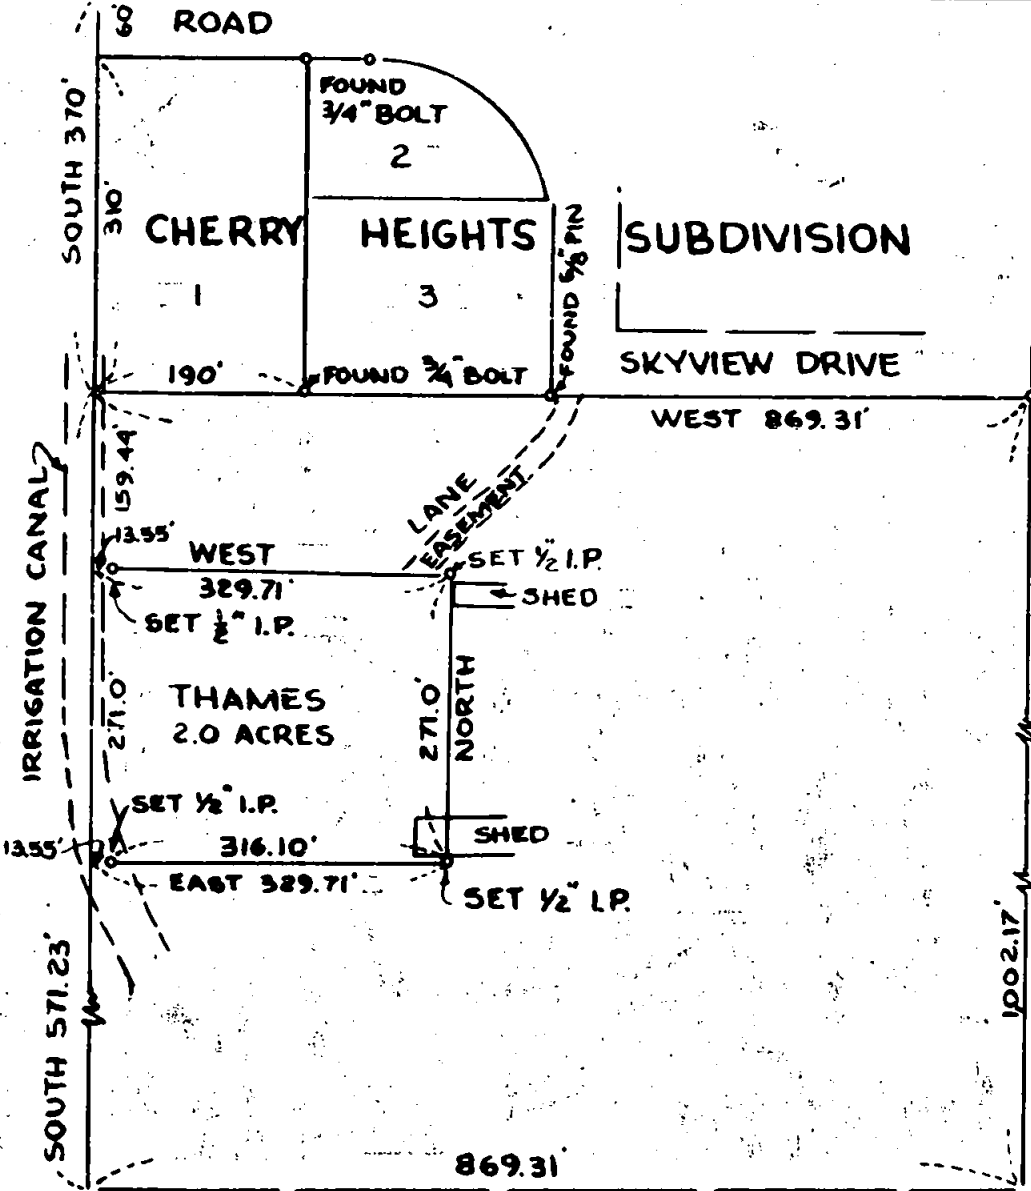 60'
ROAD
SOUTH 370'
310'
FOUND
3/4" BOLT
2
CHERRY HEIGHTS SUBDIVISION
1
3
FOUND 5/8" PIN
190'
FOUND 3/4" BOLT
SKYVIEW DRIVE
WEST 869.31'
IRRIGATION CANAL
159.44'
LANE
EASEMENT
13.55'
WEST
329.71'
SET 1/2" I.P.
SHED
SET 1/2" I.P.
271.0'
THAMES
2.0 ACRES
271.0'
NORTH
SET 1/2" I.P.
13.55'
316.10'
SHED
EAST 329.71'
SET 1/2" I.P.
SOUTH 571.23'
1002.17'
869.31'